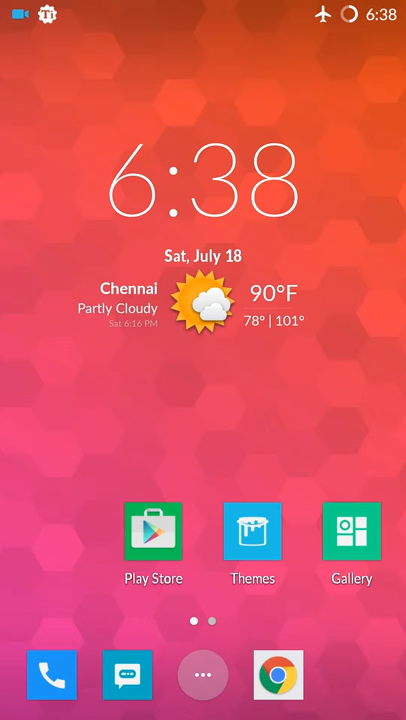 Ti
6:38
6:38
Sat, July 18
Chennai
Partly Cloudy
Sat 6:16 PM
90°F
78° | 101°
Play Store
Themes
Gallery